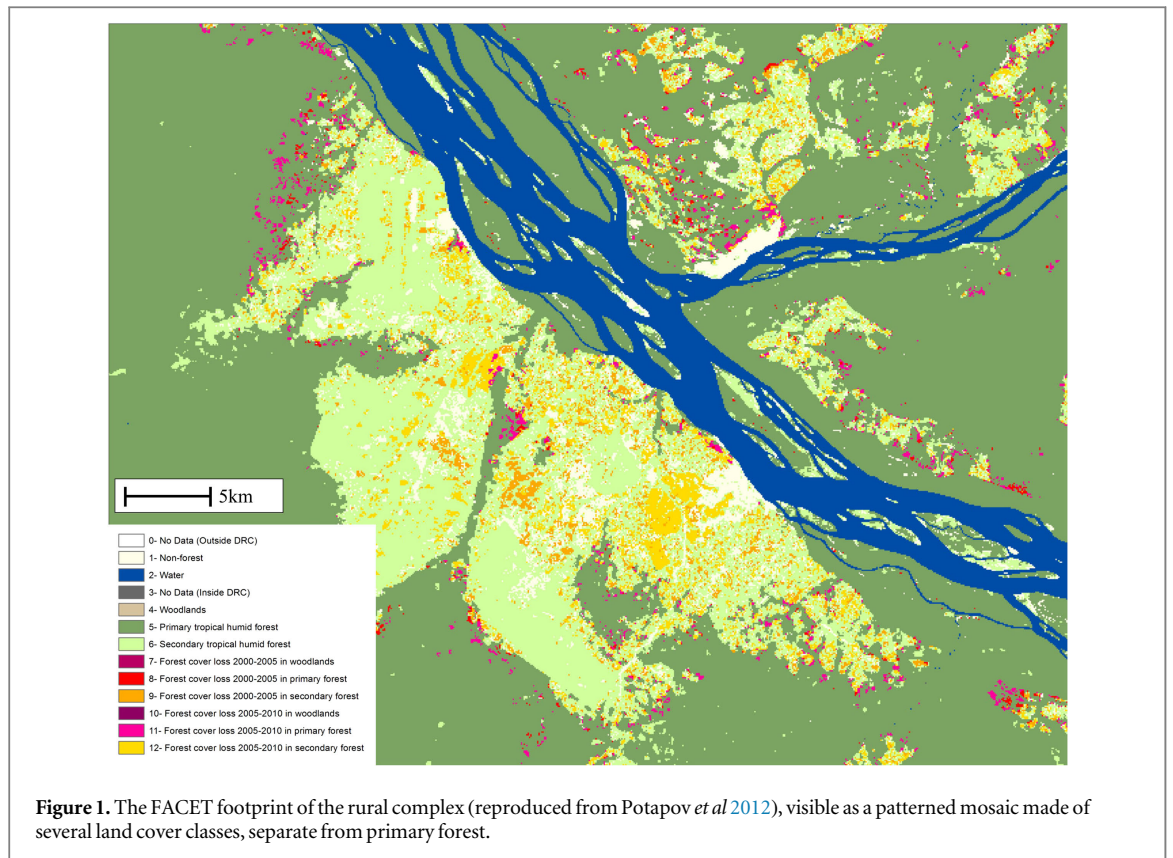 5km
0- No Data (Outside DRC)
1- Non-forest
2- Water
3- No Data (Inside DRC)
4- Woodlands
5- Primary tropical humid forest
6- Secondary tropical humid forest
7- Forest cover loss 2000-2005 in woodlands
8- Forest cover loss 2000-2005 in primary forest
9- Forest cover loss 2000-2005 in secondary forest
10- Forest cover loss 2005-2010 in woodlands
11- Forest cover loss 2005-2010 in primary forest
12- Forest cover loss 2005-2010 in secondary forest
Figure 1. The FACET footprint of the rural complex (reproduced from Potapov et al 2012), visible as a patterned mosaic made of
several land cover classes, separate from primary forest.